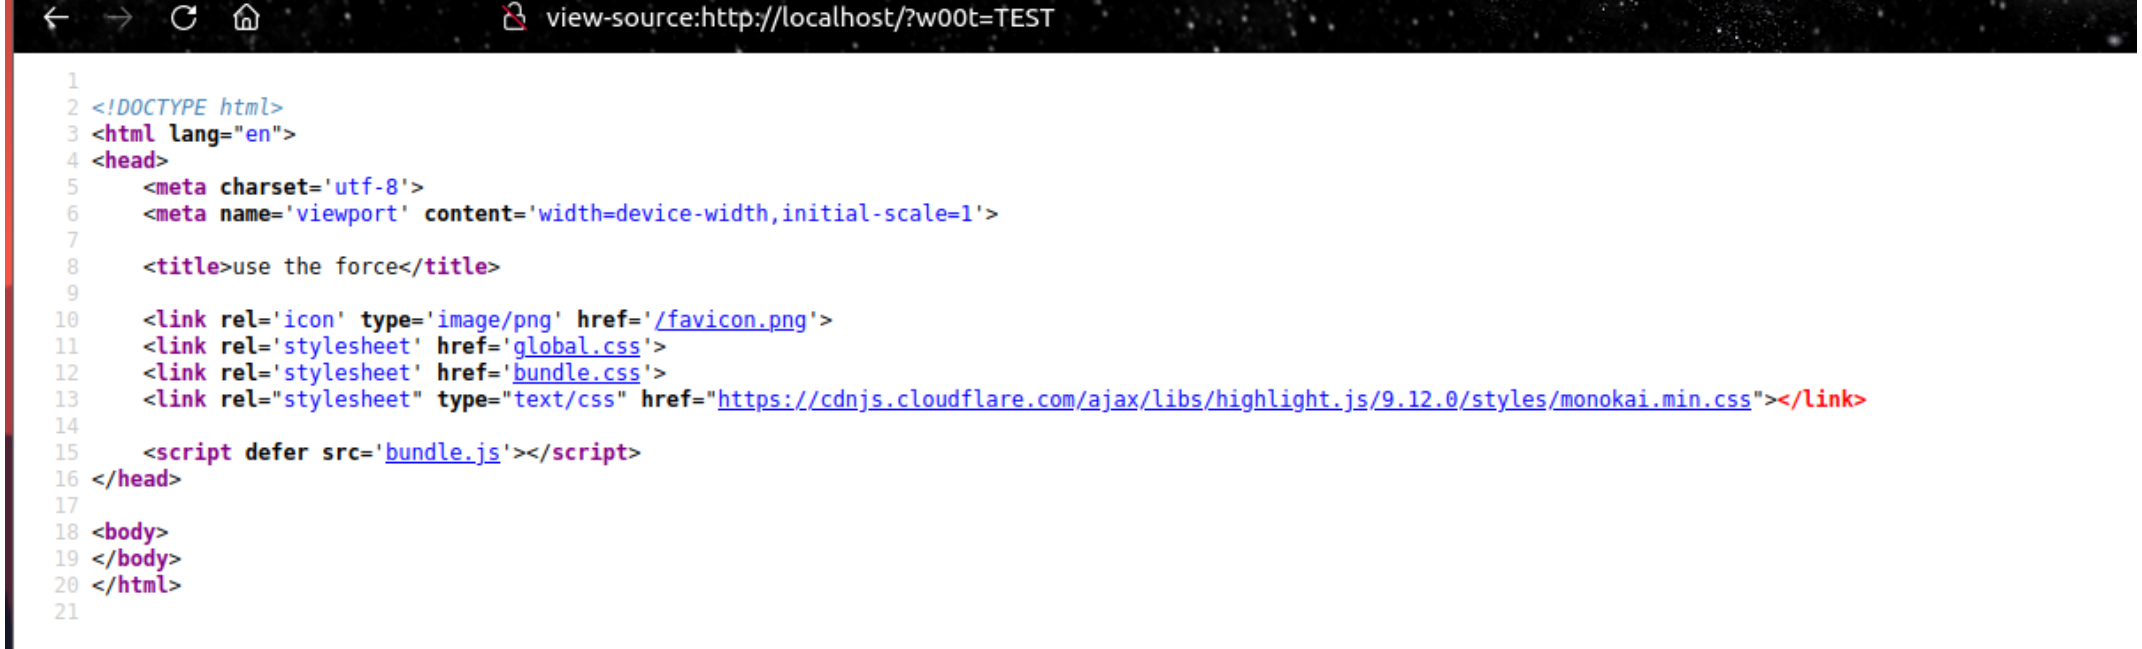 view-source:http://localhost/?w00t=TEST
1
2 <!DOCTYPE html>
3 <html lang="en">
4 <head>
5     <meta charset='utf-8'>
6     <meta name='viewport' content='width=device-width,initial-scale=1'>
7
8     <title>use the force</title>
9
10     <link rel='icon' type='image/png' href='/favicon.png'>
11     <link rel='stylesheet' href='global.css'>
12     <link rel='stylesheet' href='bundle.css'>
13     <link rel="stylesheet" type="text/css" href="https://cdnjs.cloudflare.com/ajax/libs/highlight.js/9.12.0/styles/monokai.min.css"></link>
14
15     <script defer src='bundle.js'></script>
16 </head>
17
18 <body>
19 </body>
20 </html>
21